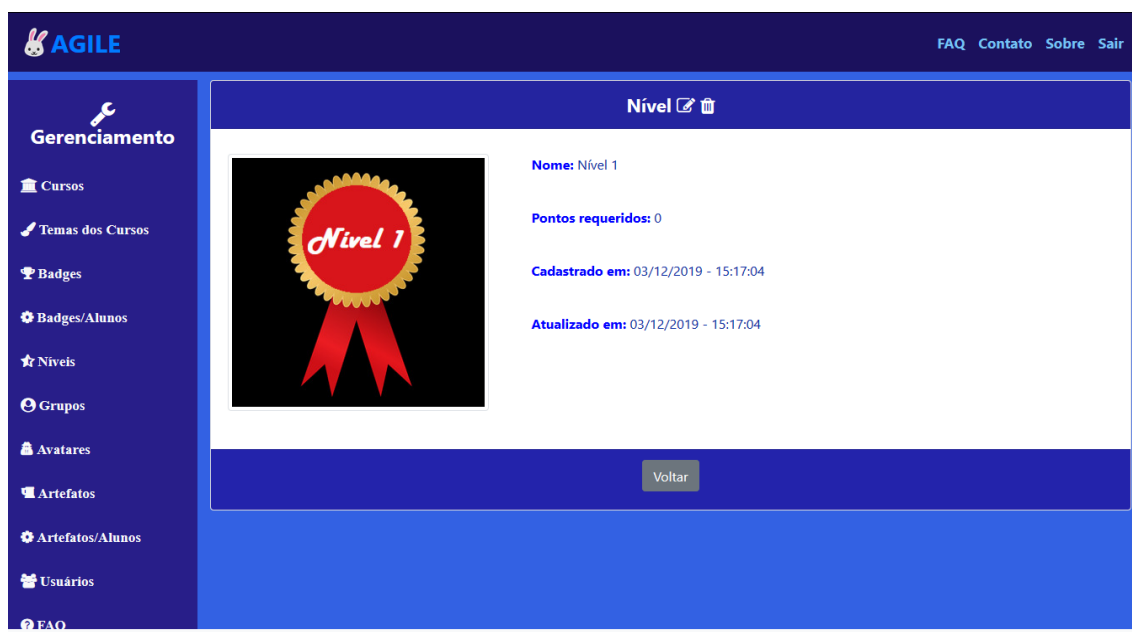 AGILE
FAQ Contato Sobre Sair
Gerenciamento
Cursos
Temas dos Cursos
Badges
Badges/Alunos
Níveis
Grupos
Avatares
Artefatos
Artefatos/Alunos
Usuários
FAQ
Nível
Nível 1
Nome: Nível 1
Pontos requeridos: 0
Cadastrado em: 03/12/2019 - 15:17:04
Atualizado em: 03/12/2019 - 15:17:04
Voltar